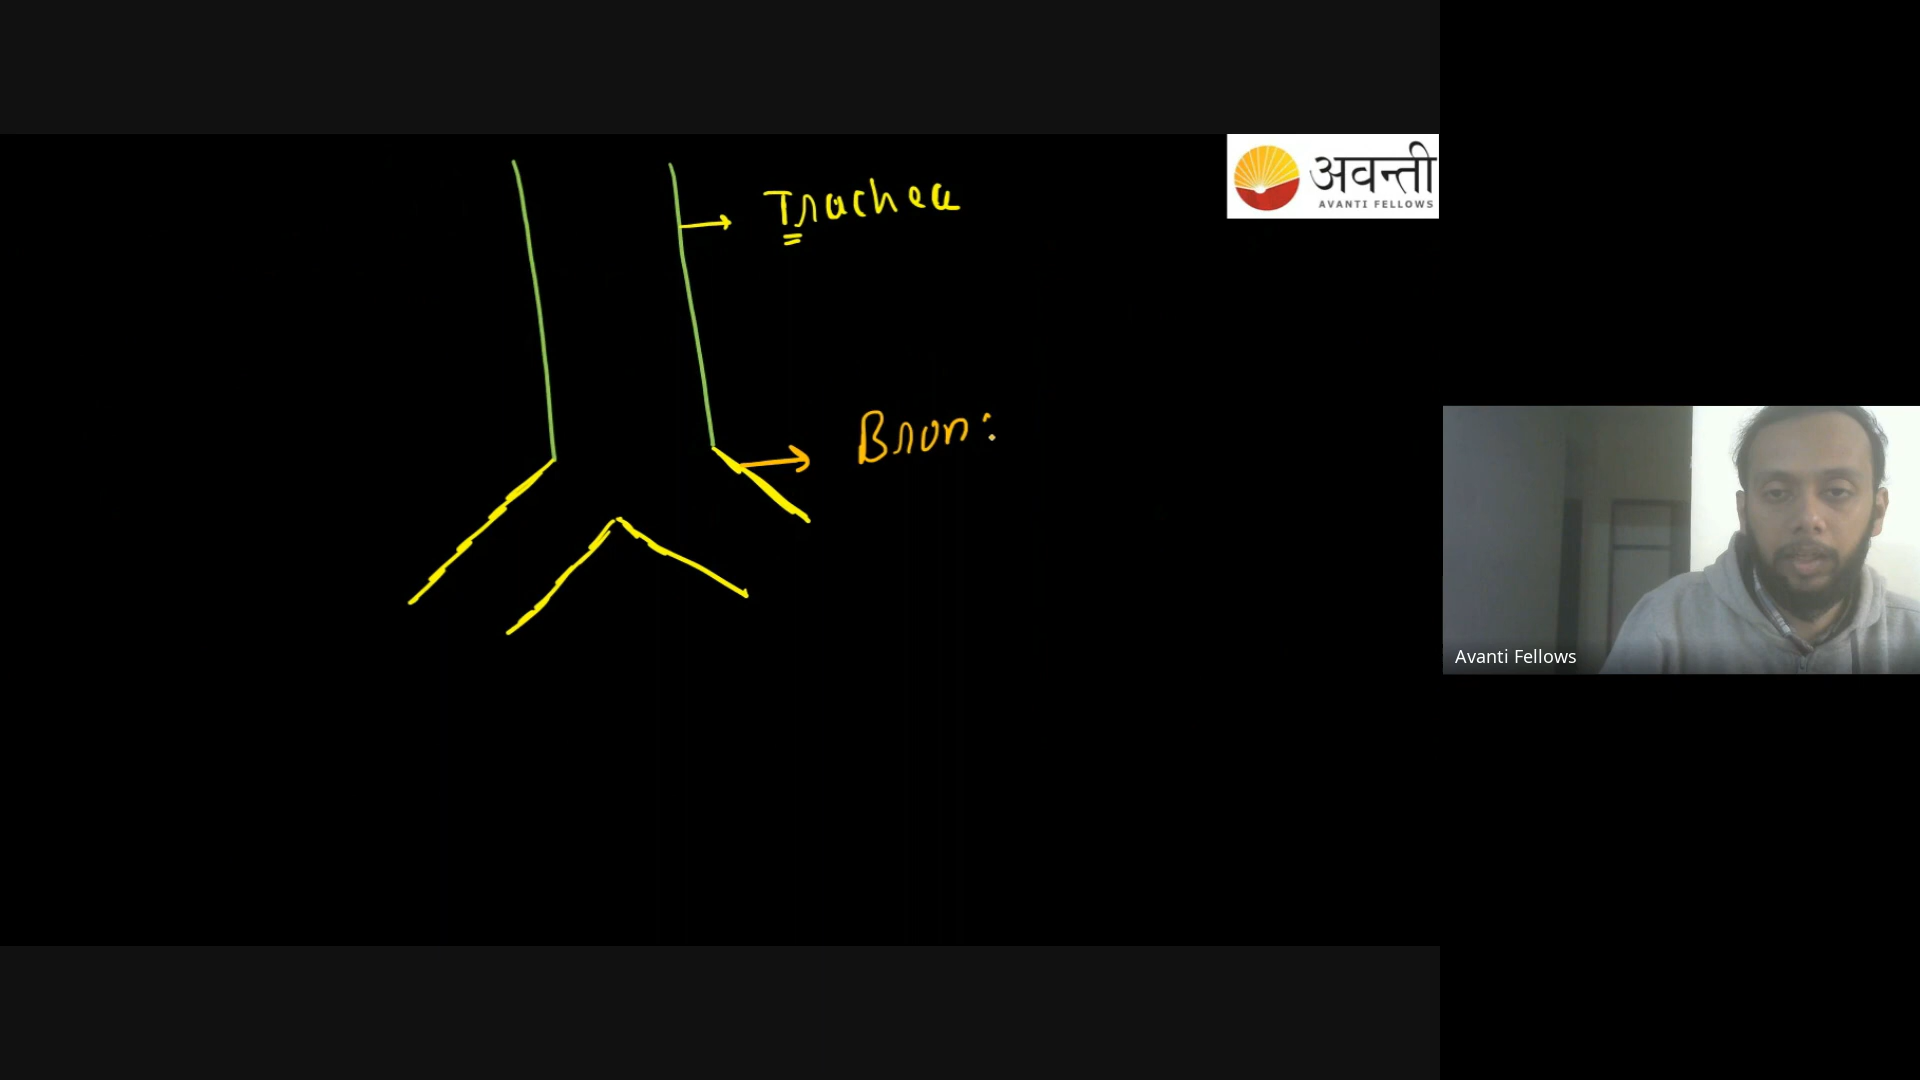 Trachea
अवन्ती
AVANTI FELLOWS
Bron
Avanti Fellows